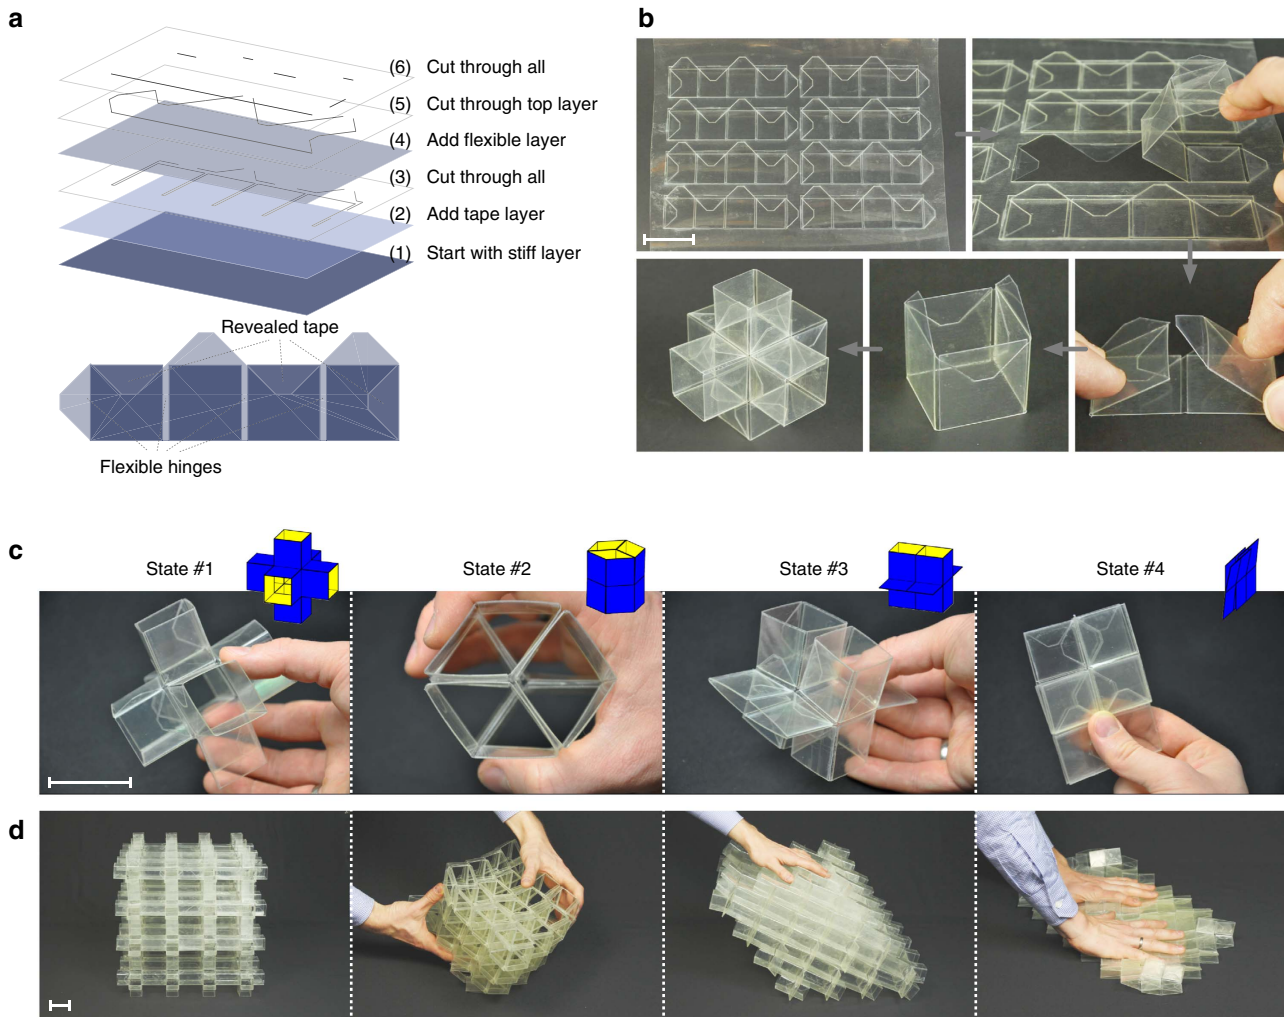 a
(6) Cut through all
(5) Cut through top layer
(4) Add flexible layer
(3) Cut through all
(2) Add tape layer
(1) Start with stiff layer
Revealed tape
Flexible hinges
b
c
State #1
State #2
State #3
State #4
d